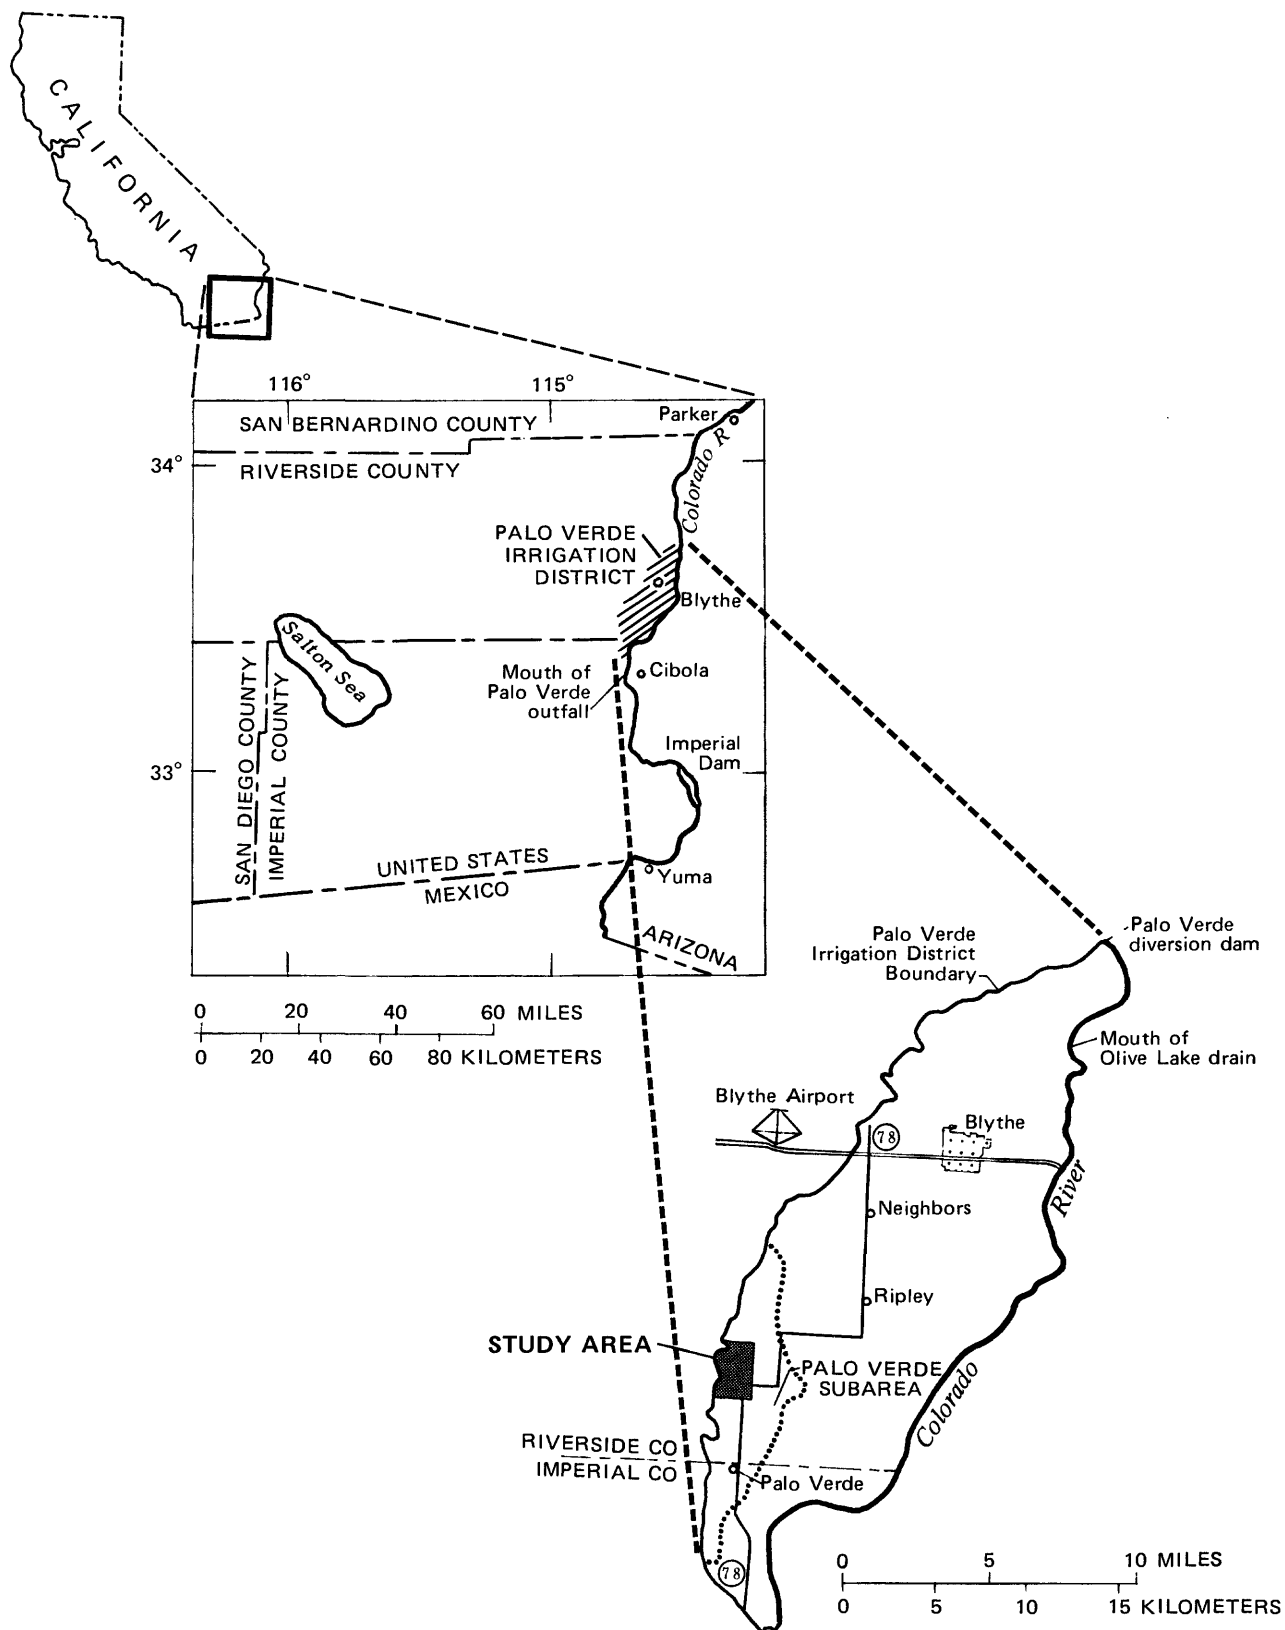 CALIFORNIA
116°
115°
Parker
SAN BERNARDINO COUNTY
34°
RIVERSIDE COUNTY
Colorado R
PALO VERDE
IRRIGATION
DISTRICT
Blythe
Salton Sea
Mouth of
Palo Verde
outfall
Cibola
SAN DIEGO COUNTY
IMPERIAL COUNTY
Imperial
Dam
33°
UNITED STATES
MEXICO
Yuma
ARIZONA
0 20 40 60 MILES
0 20 40 60 80 KILOMETERS
Palo Verde
Irrigation District
Boundary
Palo Verde
diversion dam
Mouth of
Olive Lake drain
Blythe Airport
78
Blythe
Neighbors
River
Ripley
STUDY AREA
PALO VERDE
SUBAREA
Colorado
RIVERSIDE CO
IMPERIAL CO
Palo Verde
78
0 5 10 MILES
0 5 10 15 KILOMETERS